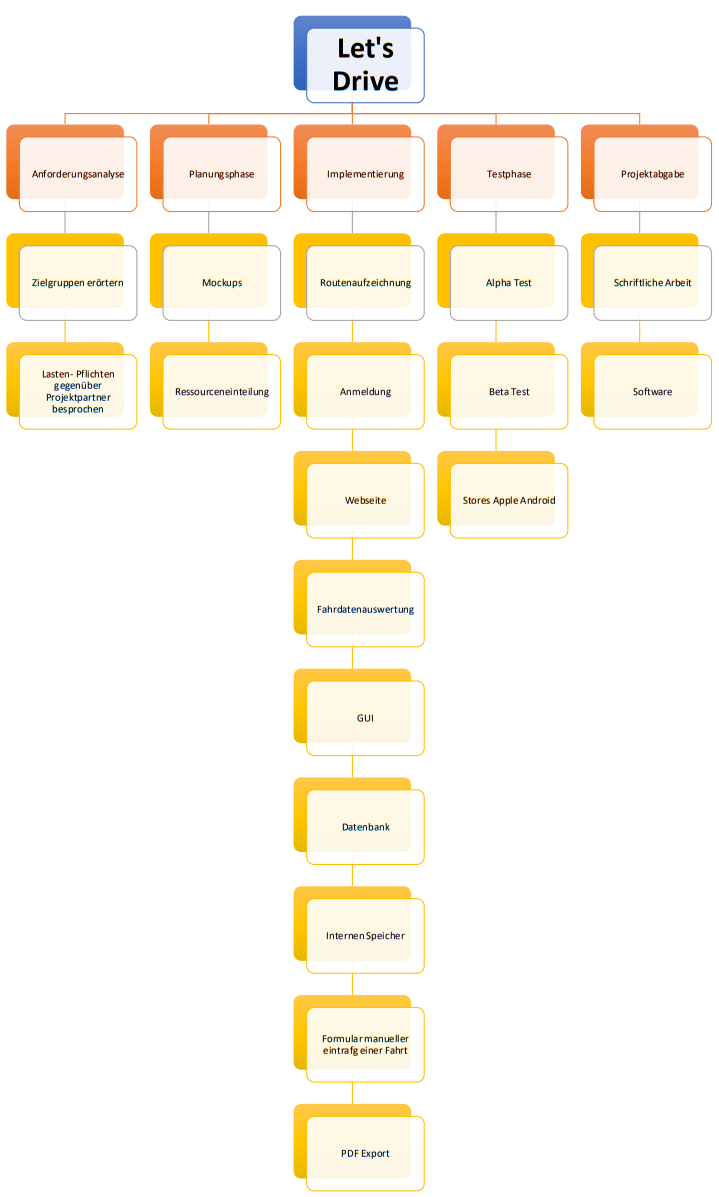 Let's
Drive
Anforderungsanalyse
Planungsphase
Implementierung
Testphase
Projektabgabe
Zielgruppen erörtern
Mockups
Routenaufzeichnung
Alpha Test
Schriftliche Arbeit
Lasten- Pflichten
gegenüber
Projektpartner
besprochen
Ressourceneinteilung
Anmeldung
Beta Test
Software
Webseite
Stores Apple Android
Fahrdatenauswertung
GUI
Datenbank
Internen Speicher
Formular manueller
eintrafg einer Fahrt
PDF Export